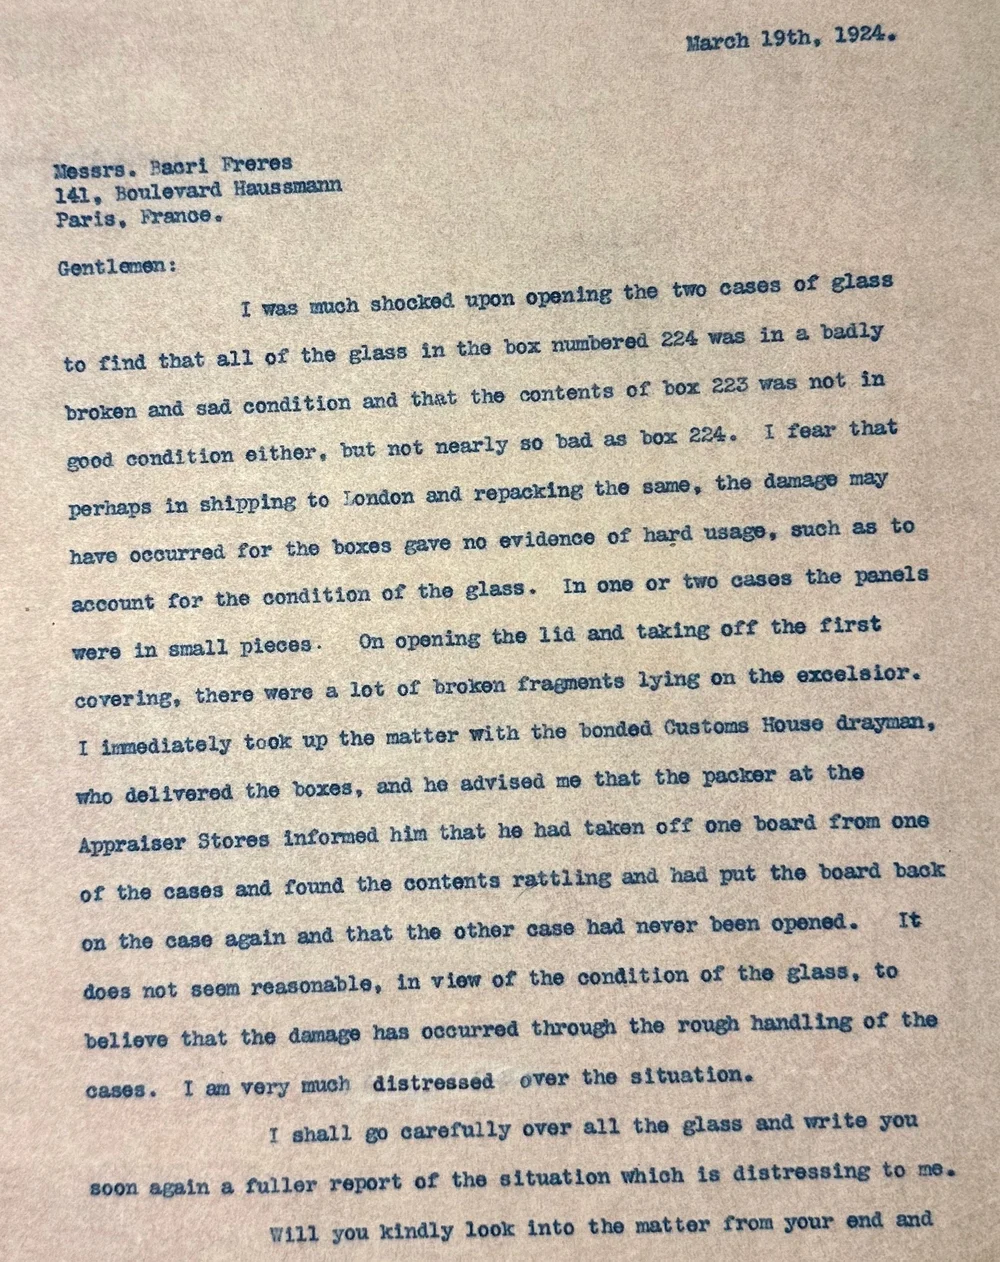 March 19th, 1924.
Messrs. Bacri Freres
141, Boulevard Haussmann
Paris, France.
Gentlemen:
I was much shocked upon opening the two cases of glass
to find that all of the glass in the box numbered 224 was in a badly
broken and sad condition and that the contents of box 223 was not in
good condition either, but not nearly so bad as box 224. I fear that
perhaps in shipping to London and repacking the same, the damage may
have occurred for the boxes gave no evidence of hard usage, such as to
account for the condition of the glass. In one or two cases the panels
were in small pieces. On opening the lid and taking off the first
covering, there were a lot of broken fragments lying on the excelsior.
I immediately took up the matter with the bonded Customs House drayman,
who delivered the boxes, and he advised me that the packer at the
Appraiser Stores informed him that he had taken off one board from one
of the cases and found the contents rattling and had put the board back
on the case again and that the other case had never been opened. It
does not seem reasonable, in view of the condition of the glass, to
believe that the damage has occurred through the rough handling of the
cases. I am very much distressed over the situation.
I shall go carefully over all the glass and write you
soon again a fuller report of the situation which is distressing to me.
Will you kindly look into the matter from your end and